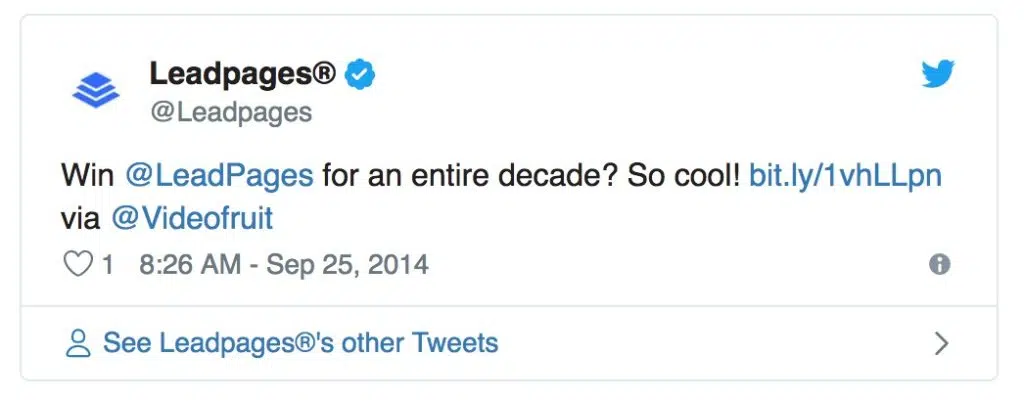 Leadpages®
@Leadpages
Win @LeadPages for an entire decade? So cool! bit.ly/1vhLLpn
via @Videofruit
1 8:26 AM - Sep 25, 2014
See Leadpages®'s other Tweets